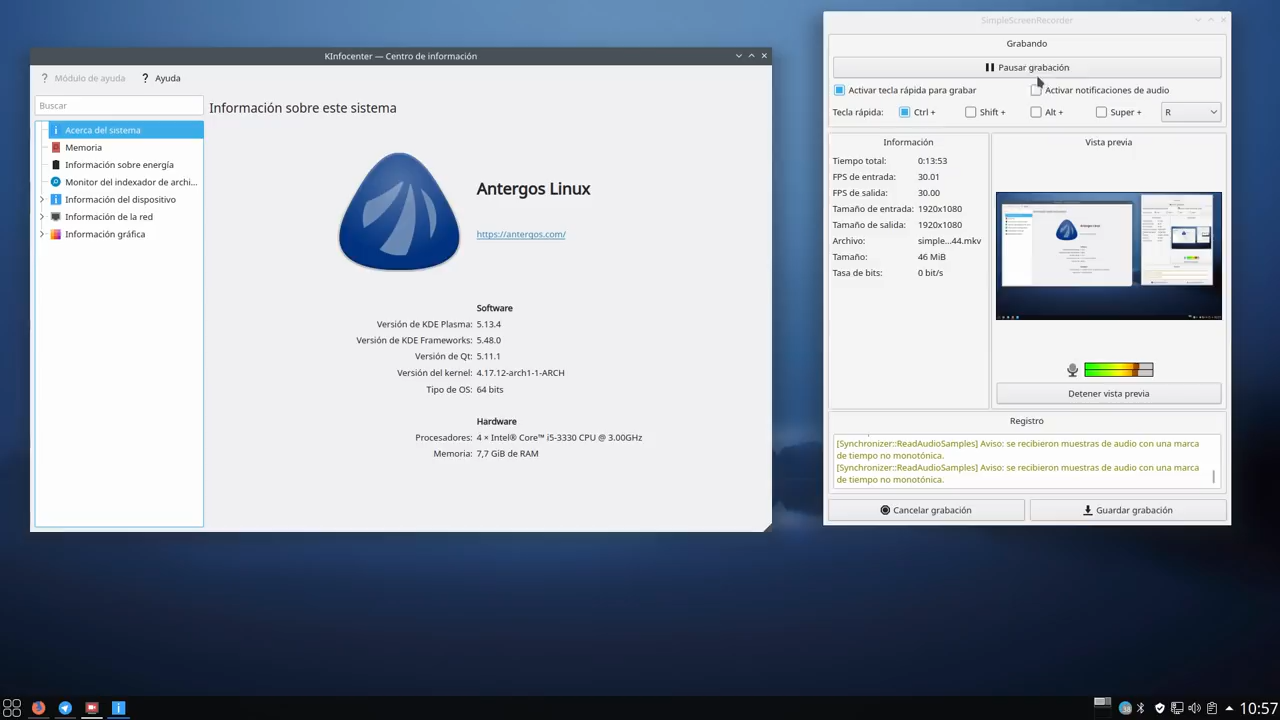 KInfocenter — Centro de información
Módulo de ayuda
Ayuda
Buscar
Información sobre este sistema
Acerca del sistema
Memoria
Información sobre energía
Monitor del indexador de archi...
Información del dispositivo
Información de la red
Información gráfica
Antergos Linux
https://antergos.com/
Software
Versión de KDE Plasma: 5.13.4
Versión de KDE Frameworks: 5.48.0
Versión de Qt: 5.11.1
Versión del kernel: 4.17.12-arch1-1-ARCH
Tipo de OS: 64 bits
Hardware
Procesadores: 4 × Intel® Core™ i5-3330 CPU @ 3.00GHz
Memoria: 7,7 GiB de RAM
SimpleScreenRecorder
Grabando
Pausar grabación
Activar tecla rápida para grabar
Activar notificaciones de audio
Tecla rápida: Ctrl + Shift + Alt + Super + R
Información
Tiempo total: 0:13:53
FPS de entrada: 30.01
FPS de salida: 30.00
Tamaño de entrada: 1920x1080
Tamaño de salida: 1920x1080
Archivo: simple...44.mkv
Tamaño: 46 MiB
Tasa de bits: 0 bit/s
Vista previa
Antergos Linux
Detener vista previa
Registro
[Synchronizer::ReadAudioSamples] Aviso: se recibieron muestras de audio con una marca
de tiempo no monotónica.
[Synchronizer::ReadAudioSamples] Aviso: se recibieron muestras de audio con una marca
de tiempo no monotónica.
Cancelar grabación
Guardar grabación
10:57